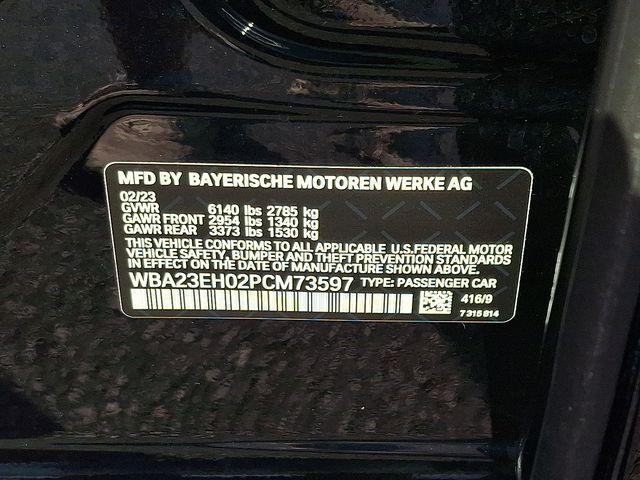 MFD BY BAYERISCHE MOTOREN WERKE AG
02/23
GVWR 6140 lbs 2785 kg
GAWR FRONT 2954 lbs 1340 kg
GAWR REAR 3373 lbs 1530 kg
THIS VEHICLE CONFORMS TO ALL APPLICABLE U.S.FEDERAL MOTOR
VEHICLE SAFETY, BUMPER AND THEFT PREVENTION STANDARDS
IN EFFECT ON THE DATE OF MANUFACTURE SHOWN ABOVE.
WBA23EH02PCM73597 TYPE: PASSENGER CAR
416/9
7 315 814